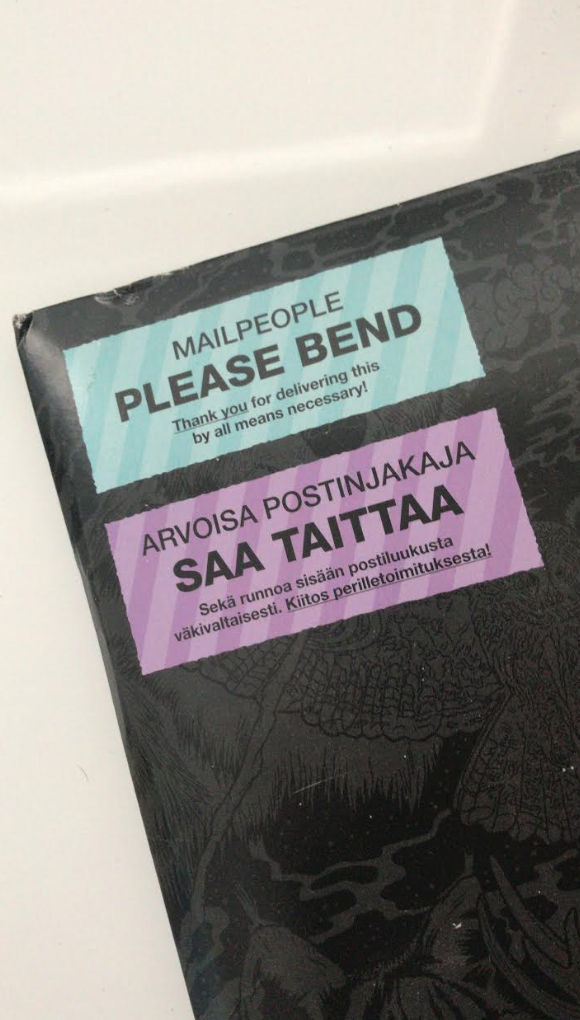 MAILPEOPLE
PLEASE BEND
Thank you for delivering this
by all means necessary!
ARVOISA POSTINJAKAJA
SAA TAITTAA
Sekä runnoa sisään postiluukusta
väkivaltaisesti. Kiitos perilletoimituksesta!